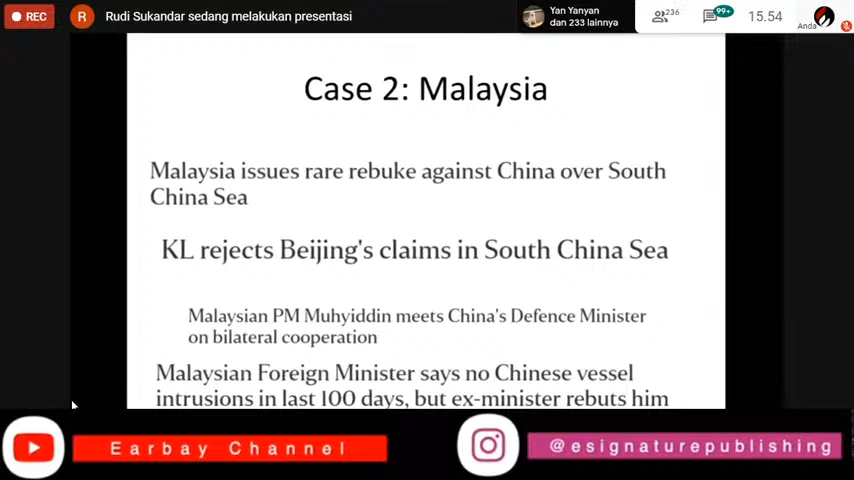 REC
R
Rudi Sukandar sedang melakukan presentasi
Yan Yanyan
dan 233 lainnya
236
99+
15.54
Anda
Case 2: Malaysia
Malaysia issues rare rebuke against China over South
China Sea
KL rejects Beijing's claims in South China Sea
Malaysian PM Muhyiddin meets China's Defence Minister
on bilateral cooperation
Malaysian Foreign Minister says no Chinese vessel
intrusions in last 100 days, but ex-minister rebuts him
Earbay Channel
@esignaturepublishing